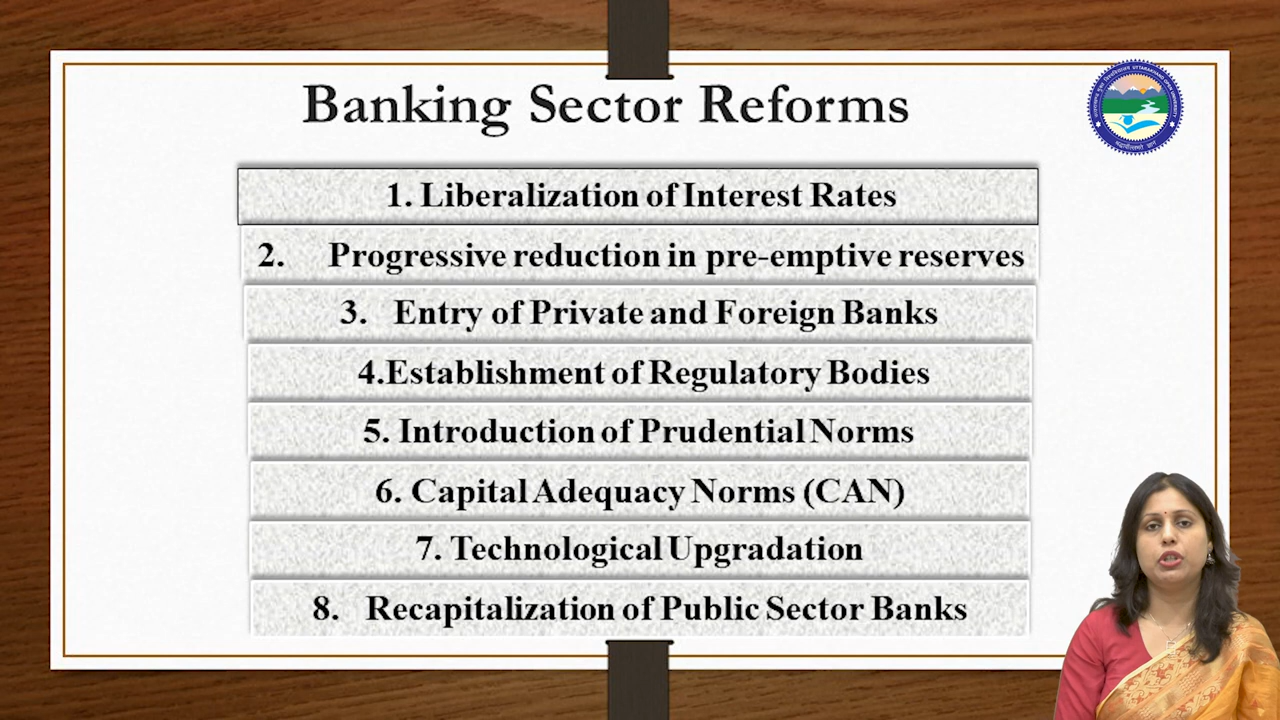 Banking Sector Reforms
1. Liberalization of Interest Rates
2. Progressive reduction in pre-emptive reserves
3. Entry of Private and Foreign Banks
4.Establishment of Regulatory Bodies
5. Introduction of Prudential Norms
6. Capital Adequacy Norms (CAN)
7. Technological Upgradation
8. Recapitalization of Public Sector Banks